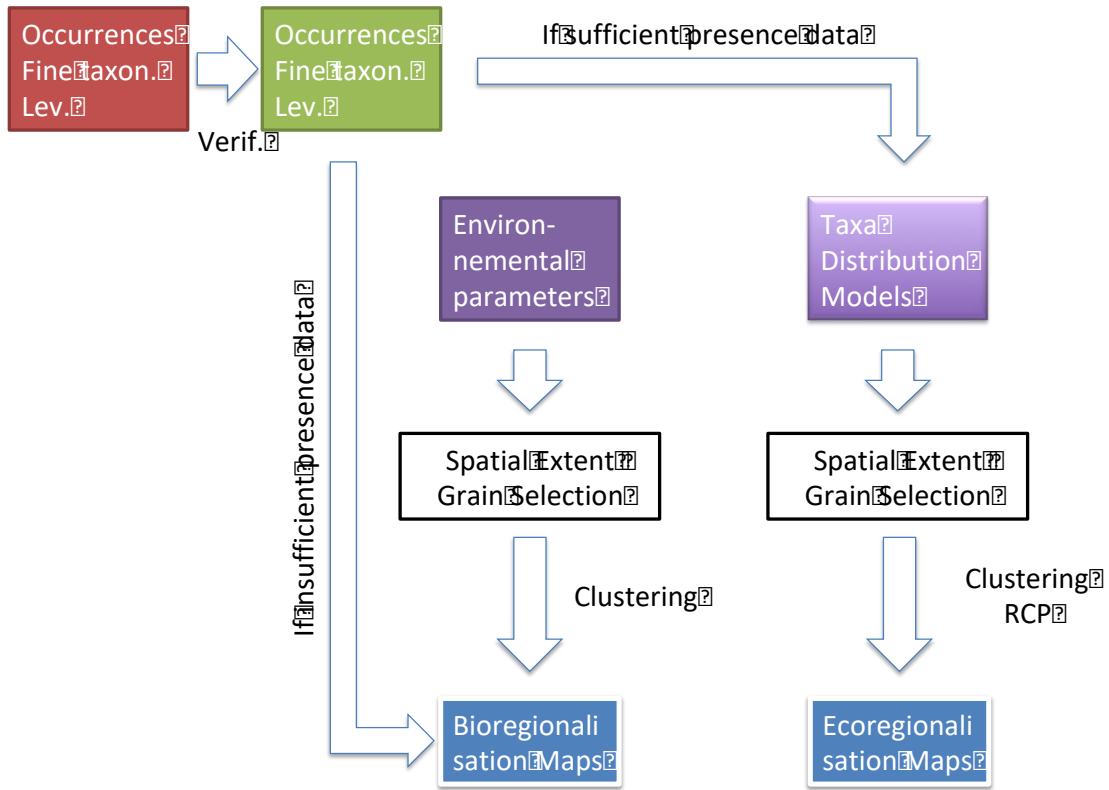 Occurrences
Fine taxon.
Lev.
Occurrences
Fine taxon.
Lev.
If sufficient presence data
Verif.
If insufficient presence data
Environ-
nemental
parameters
Taxa
Distribution
Models
Spatial Extent
Grain Selection
Spatial Extent
Grain Selection
Clustering
Clustering
RCP
Bioregionali
sation Maps
Ecoregionali
sation Maps